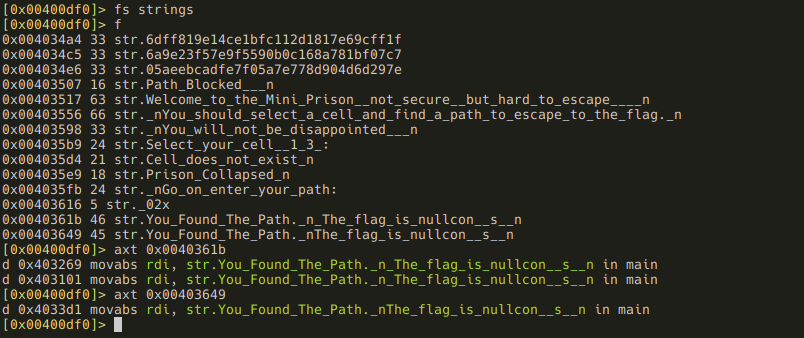 [0x00400df0]> fs strings
[0x00400df0]> f
0x004034a4 33 str.6dff819e14ce1bfc112d1817e69cff1f
0x004034c5 33 str.6a9e23f57e9f5590b0c168a781bf07c7
0x004034e6 33 str.05aeebcadfe7f05a7e778d904d6d297e
0x00403507 16 str.Path_Blocked___n
0x00403517 63 str.Welcome_to_the_Mini_Prison__not_secure__but_hard_to_escape____n
0x00403556 66 str._nYou_should_select_a_cell_and_find_a_path_to_escape_to_the_flag._n
0x00403598 33 str._nYou_will_not_be_disappointed___n
0x004035b9 24 str.Select_your_cell__1_3_:
0x004035d4 21 str.Cell_does_not_exist_n
0x004035e9 18 str.Prison_Collapsed_n
0x004035fb 24 str._nGo_on_enter_your_path:
0x00403616 5 str._02x
0x0040361b 46 str.You_Found_The_Path._n_The_flag_is_nullcon__s__n
0x00403649 45 str.You_Found_The_Path._nThe_flag_is_nullcon__s__n
[0x00400df0]> axt 0x0040361b
d 0x403269 movabs rdi, str.You_Found_The_Path._n_The_flag_is_nullcon__s__n in main
d 0x403101 movabs rdi, str.You_Found_The_Path._n_The_flag_is_nullcon__s__n in main
[0x00400df0]> axt 0x00403649
d 0x4033d1 movabs rdi, str.You_Found_The_Path._nThe_flag_is_nullcon__s__n in main
[0x00400df0]>